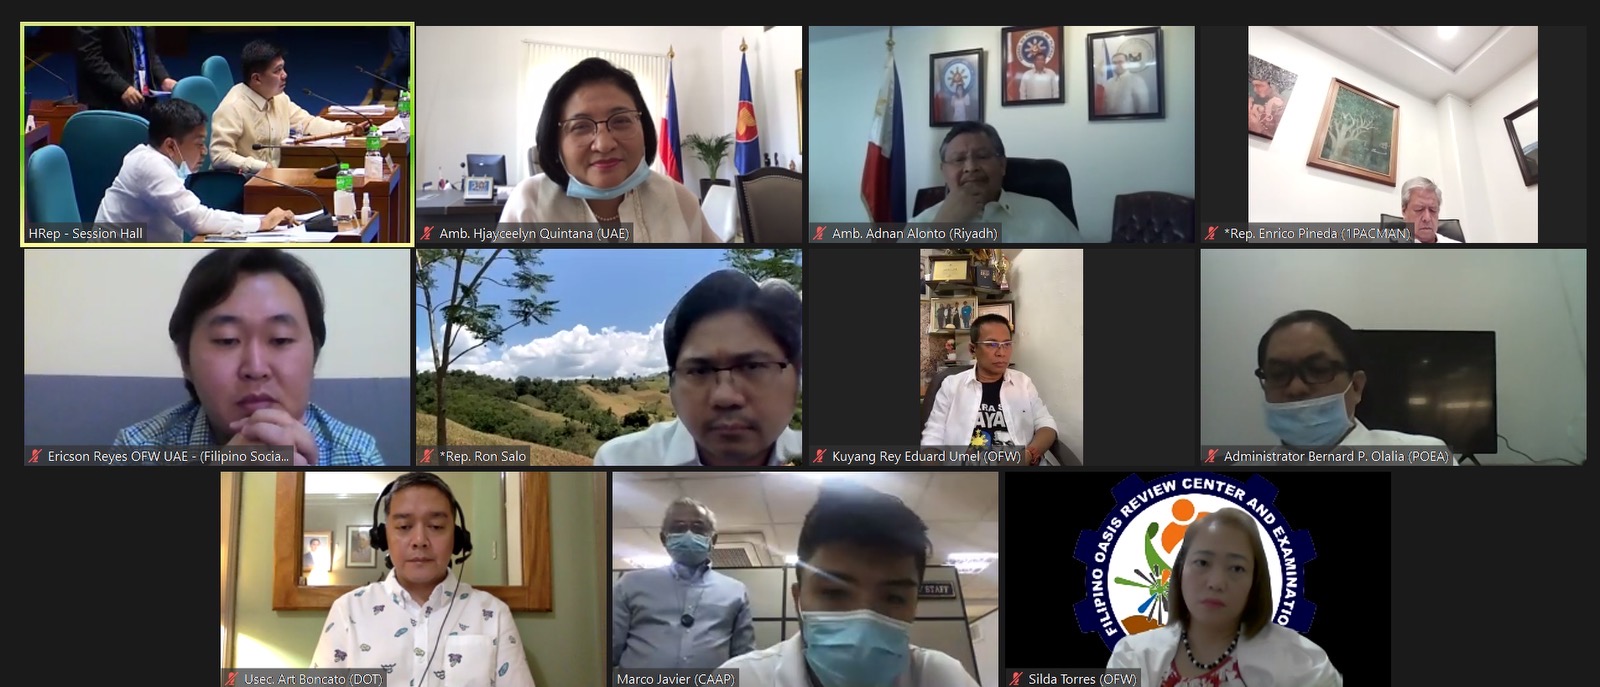 HRep - Session Hall
Amb. Hjayceelyn Quintana (UAE)
Amb. Adnan Alonto (Riyadh)
*Rep. Enrico Pineda (1PACMAN)
Ericson Reyes OFW UAE - (Filipino Socia...
*Rep. Ron Salo
Kuyang Rey Eduard Umel (OFW)
Administrator Bernard P. Olalia (POEA)
Usec. Art Boncato (DOT)
STAFF
Marco Javier (CAAP)
FILIPINO OASIS REVIEW CENTER AND EXAMINATIO
Silda Torres (OFW)